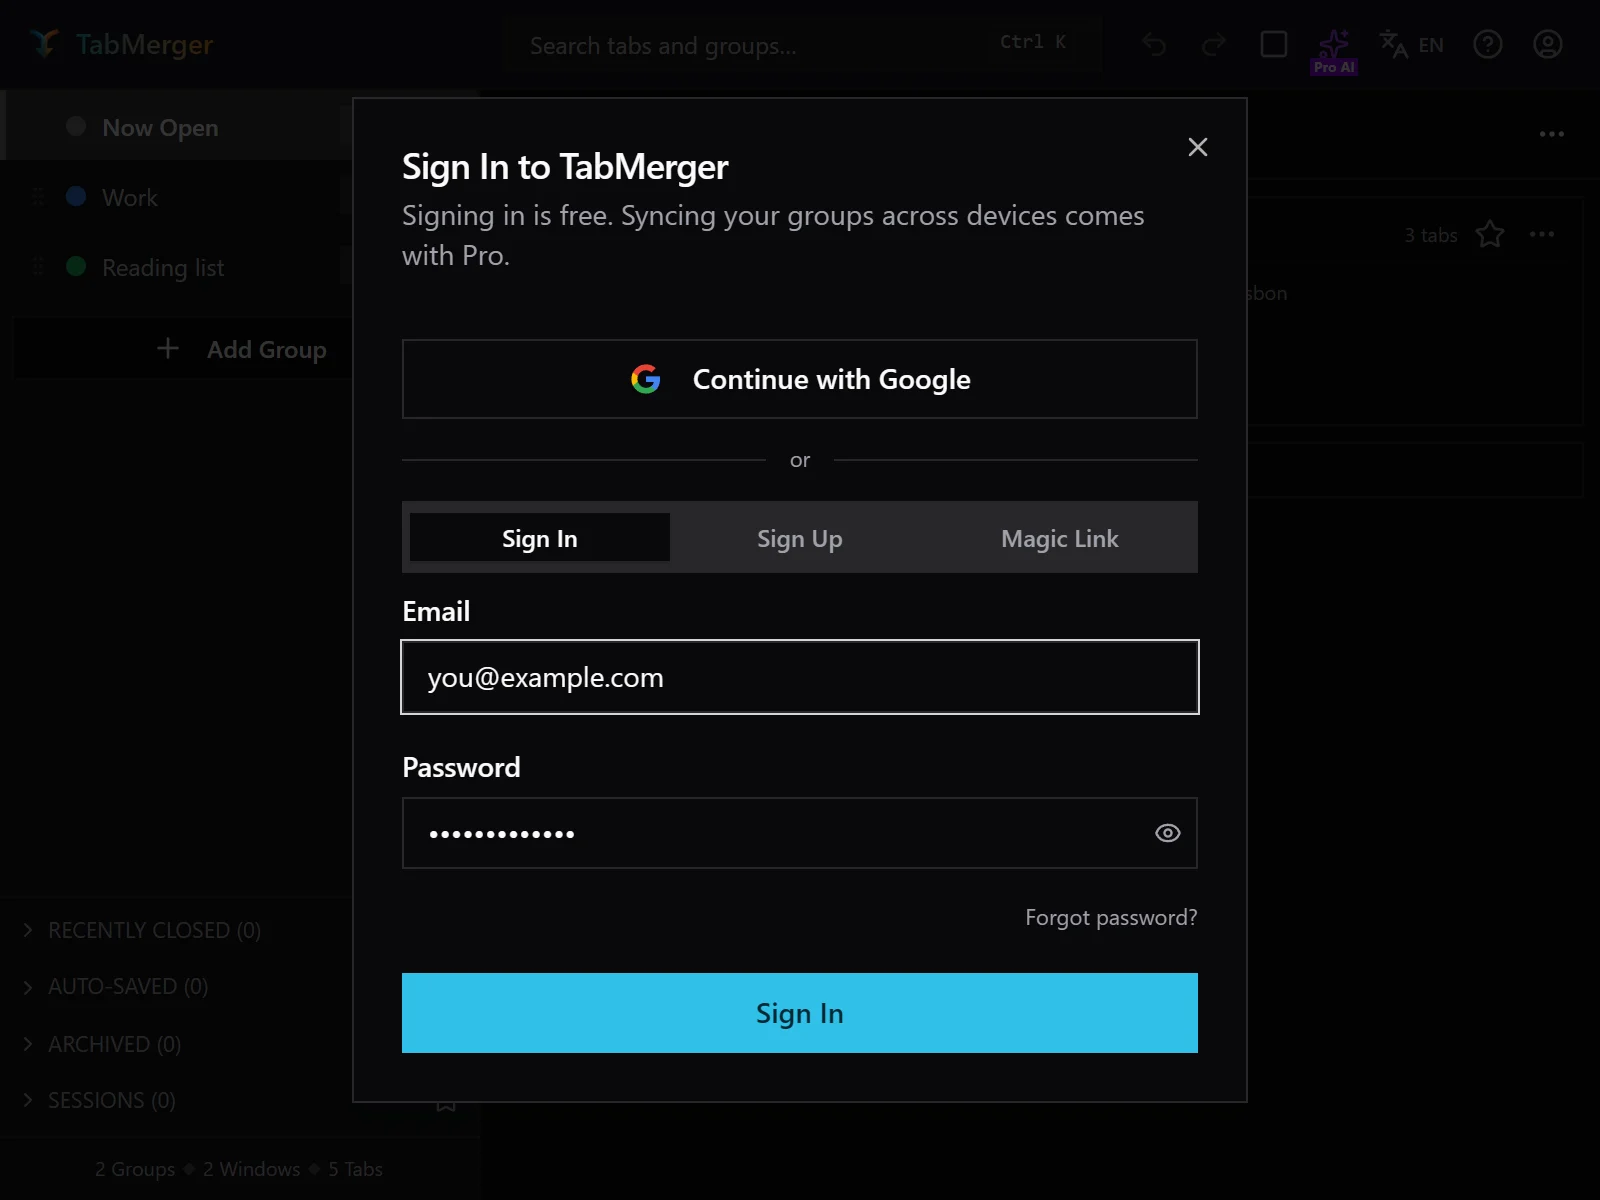 TabMerger
Search tabs and groups...
Ctrl K
Pro AI
EN
Now Open
Work
Reading list
Add Group
RECENTLY CLOSED (0)
AUTO-SAVED (0)
ARCHIVED (0)
SESSIONS (0)
2 Groups ◆ 2 Windows ◆ 5 Tabs
3 tabs
Sign In to TabMerger
Signing in is free. Syncing your groups across devices comes
with Pro.
Continue with Google
or
Sign In
Sign Up
Magic Link
Email
you@example.com
Password
•••••••••••••
Forgot password?
Sign In